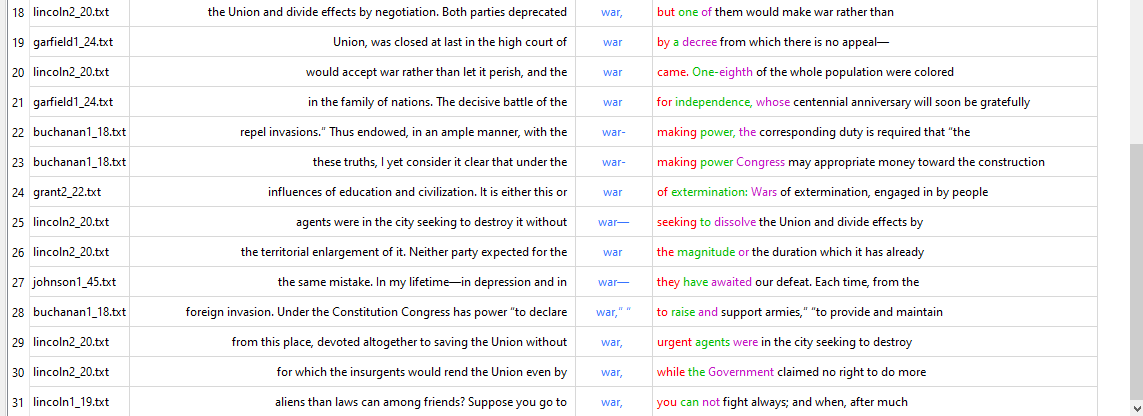 18 lincoln2_20.txt the Union and divide effects by negotiation. Both parties deprecated war, but one of them would make war rather than
19 garfield1_24.txt Union, was closed at last in the high court of war by a decree from which there is no appeal—
20 lincoln2_20.txt would accept war rather than let it perish, and the war came. One-eighth of the whole population were colored
21 garfield1_24.txt in the family of nations. The decisive battle of the war for independence, whose centennial anniversary will soon be gratefully
22 buchanan1_18.txt repel invasions.” Thus endowed, in an ample manner, with the war- making power, the corresponding duty is required that “the
23 buchanan1_18.txt these truths, I yet consider it clear that under the war- making power Congress may appropriate money toward the construction
24 grant2_22.txt influences of education and civilization. It is either this or war of extermination: Wars of extermination, engaged in by people
25 lincoln2_20.txt agents were in the city seeking to destroy it without war— seeking to dissolve the Union and divide effects by
26 lincoln2_20.txt the territorial enlargement of it. Neither party expected for the war the magnitude or the duration which it has already
27 johnson1_45.txt the same mistake. In my lifetime—in depression and in war— they have awaited our defeat. Each time, from the
28 buchanan1_18.txt foreign invasion. Under the Constitution Congress has power “to declare war,” “ to raise and support armies,” “to provide and maintain
29 lincoln2_20.txt from this place, devoted altogether to saving the Union without war, urgent agents were in the city seeking to destroy
30 lincoln2_20.txt for which the insurgents would rend the Union even by war, while the Government claimed no right to do more
31 lincoln1_19.txt aliens than laws can among friends? Suppose you go to war, you can not fight always; and when, after much